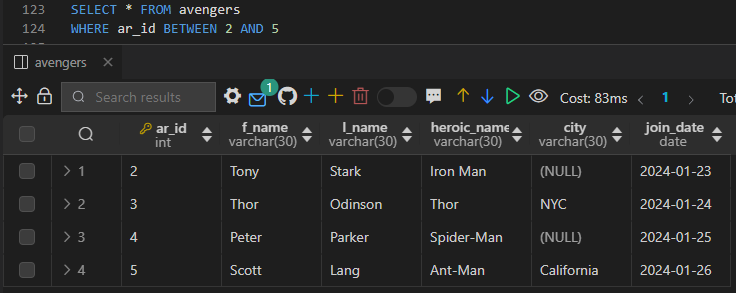 123 SELECT * FROM avengers
124 WHERE ar_id BETWEEN 2 AND 5
avengers
Search results 1 Cost: 83ms 1 Tot
ar_id f_name l_name heroic_name city join_date
int varchar(30) varchar(30) varchar(30) varchar(30) date
1 2 Tony Stark Iron Man (NULL) 2024-01-23
2 3 Thor Odinson Thor NYC 2024-01-24
3 4 Peter Parker Spider-Man (NULL) 2024-01-25
4 5 Scott Lang Ant-Man California 2024-01-26